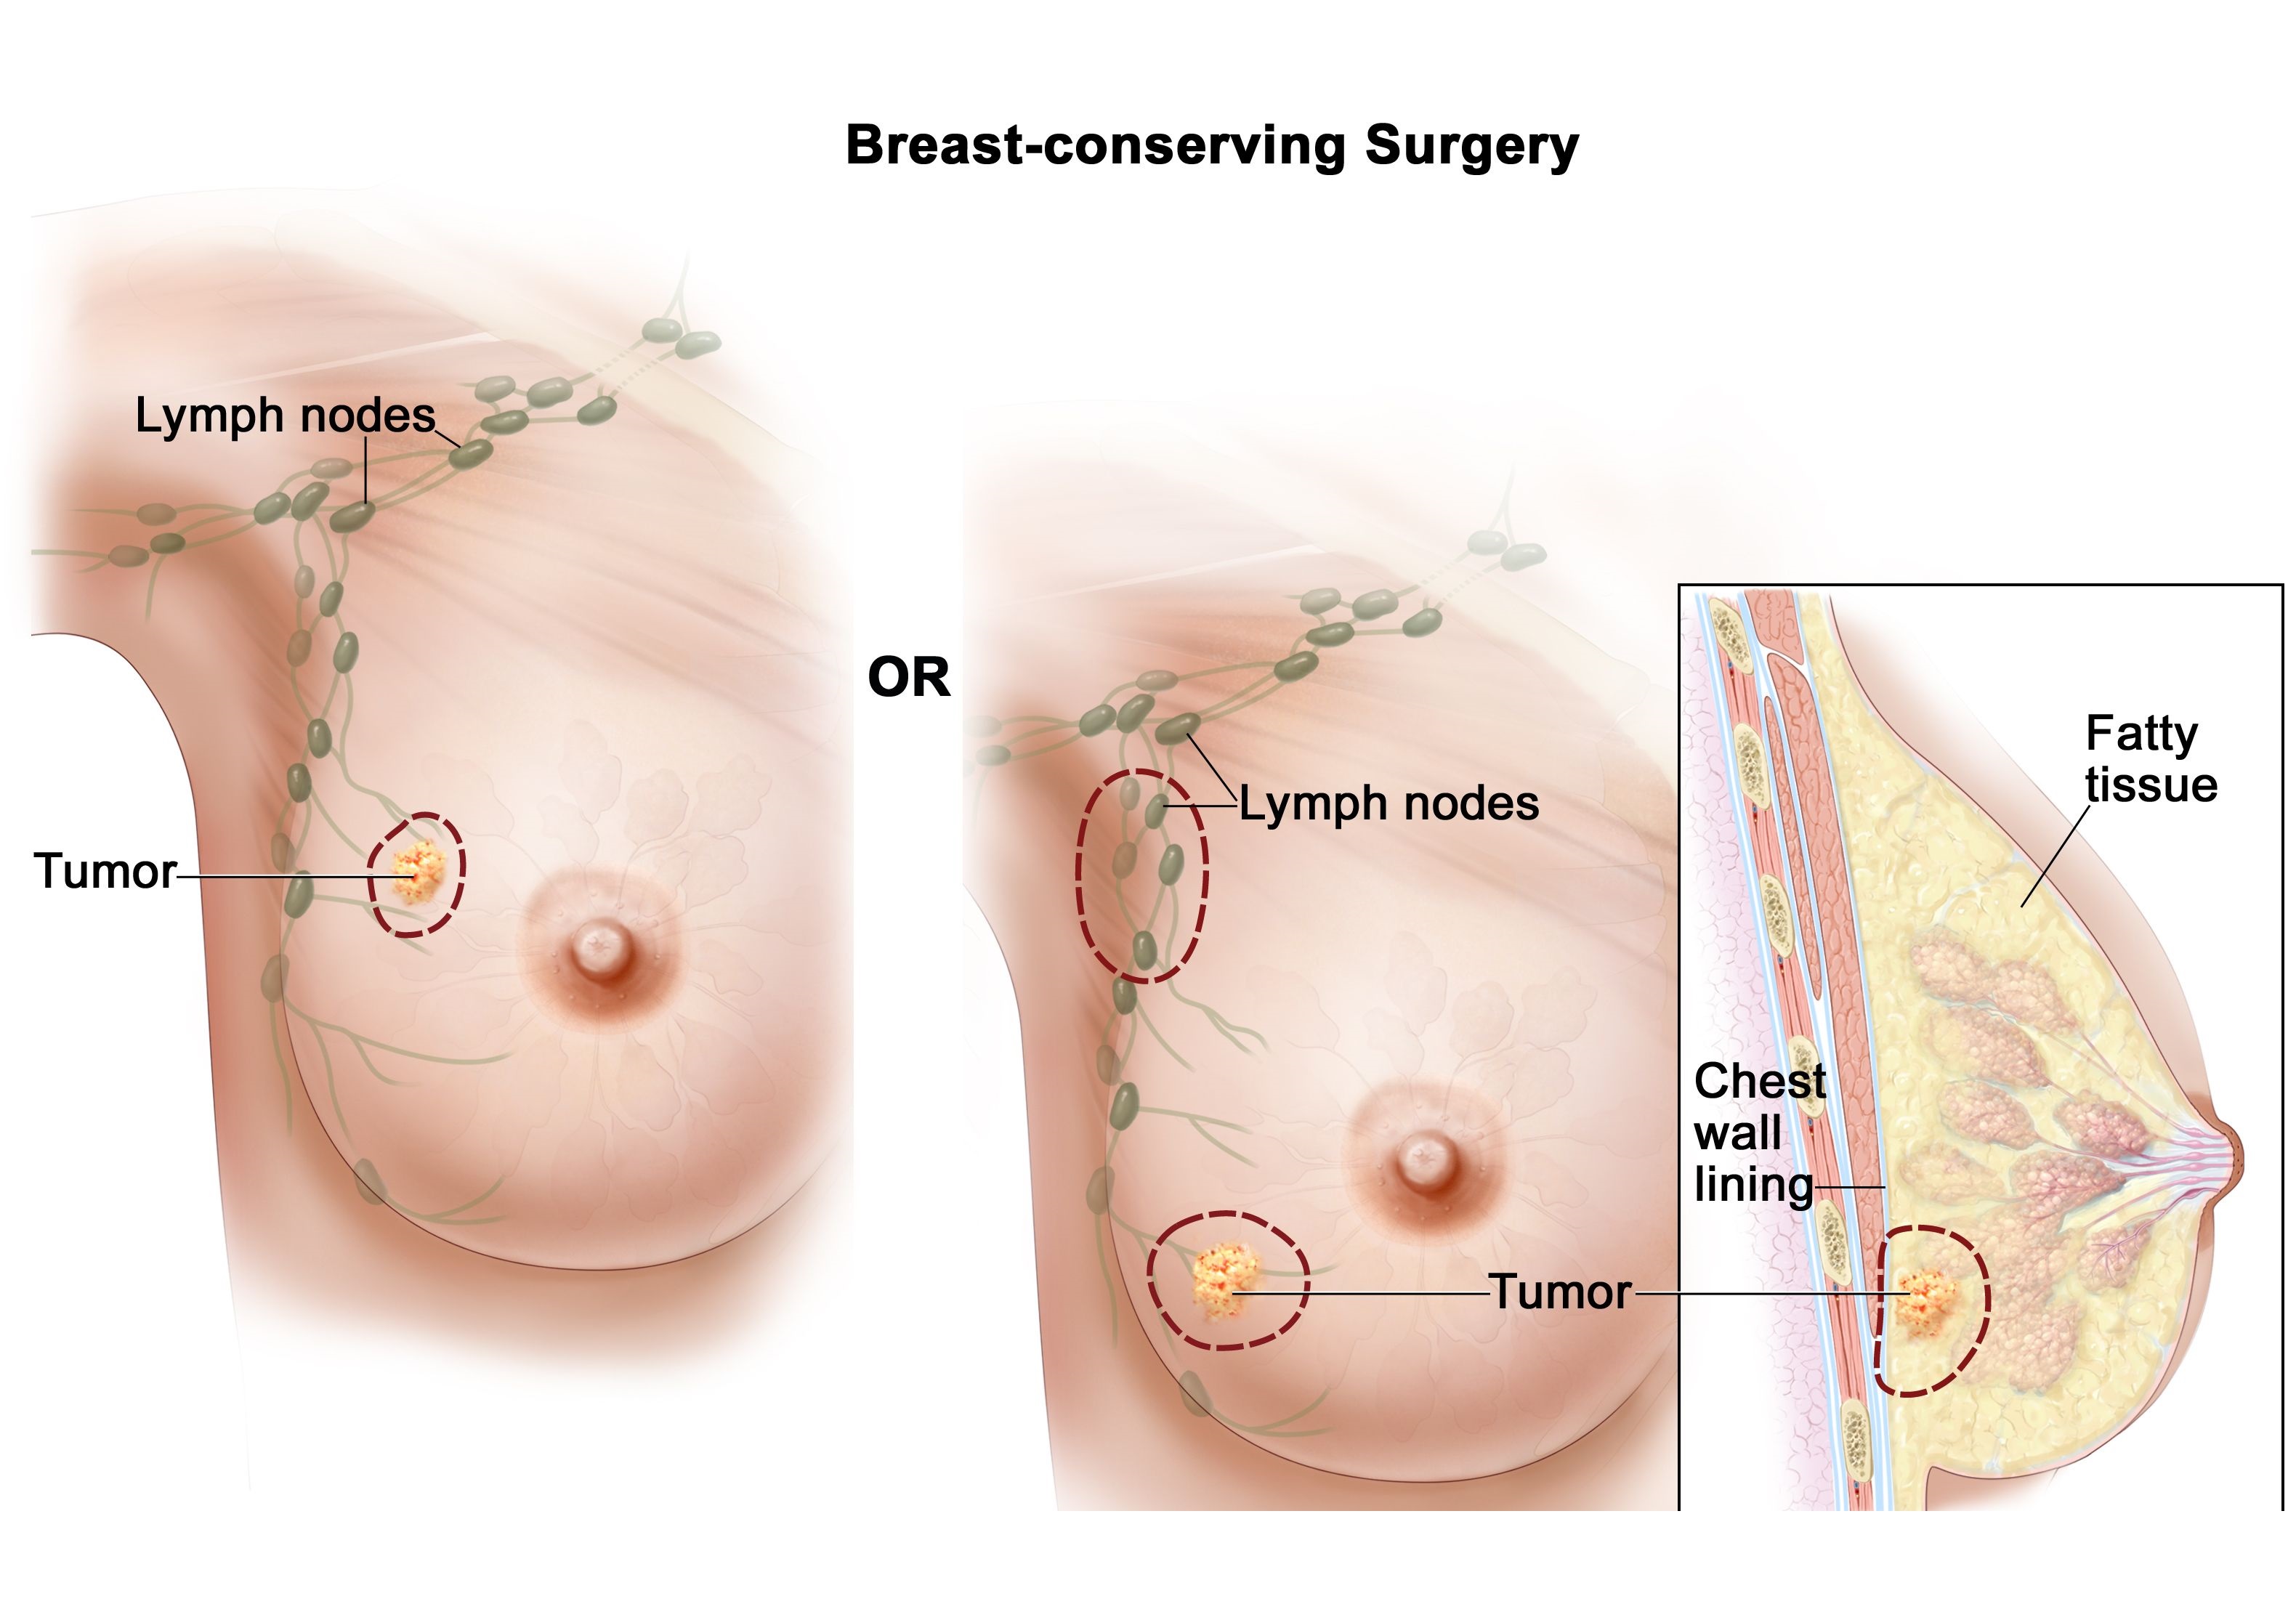 Breast-conserving Surgery
Lymph nodes
Tumor
OR
Lymph nodes
Tumor
Fatty
tissue
Chest
wall
lining